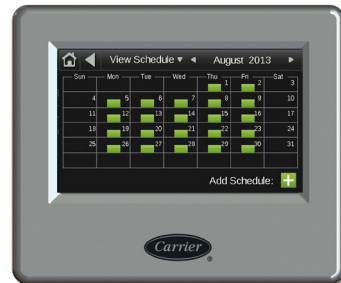 View Schedule ▾ ◂ August 2013 ▸
Sun Mon Tue Wed Thu Fri Sat
1 2 3
4 5 6 7 8 9 10
11 12 13 14 15 16 17
18 19 20 21 22 23 24
25 26 27 28 29 30 31
Add Schedule: +
Carrier